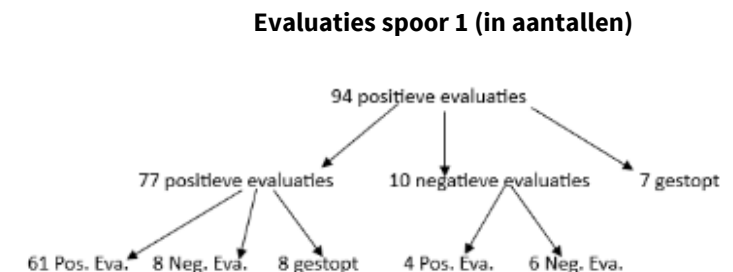 Evaluaties spoor 1 (in aantallen)
94 positieve evaluaties
77 positieve evaluaties 10 negatieve evaluaties 7 gestopt
61 Pos. Eva. 8 Neg. Eva. 8 gestopt 4 Pos. Eva. 6 Neg. Eva.